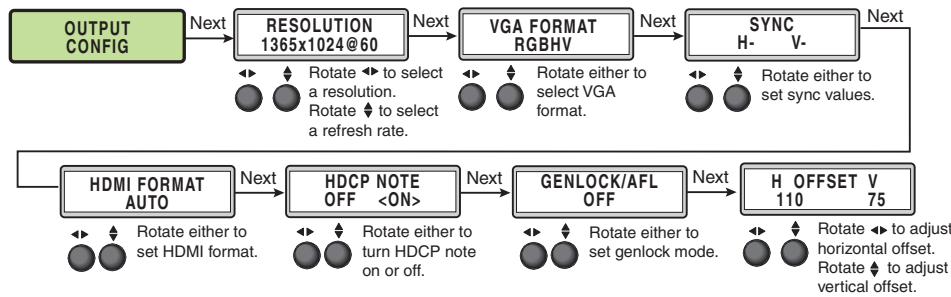 OUTPUT
CONFIG
Next
RESOLUTION
1365x1024@60
Next
VGA FORMAT
RGBHV
Next
SYNC
H- V-
Next
Rotate ◂▸ to select
a resolution.
Rotate ▴▾ to select
a refresh rate.
Rotate either to
select VGA
format.
Rotate either to
set sync values.
HDMI FORMAT
AUTO
Next
HDCP NOTE
OFF <ON>
Next
GENLOCK/AFL
OFF
Next
H OFFSET V
110 75
Rotate either to
set HDMI format.
Rotate either to
turn HDCP note
on or off.
Rotate either to
set genlock mode.
Rotate ◂▸ to adjust
horizontal offset.
Rotate ▴▾ to adjust
vertical offset.